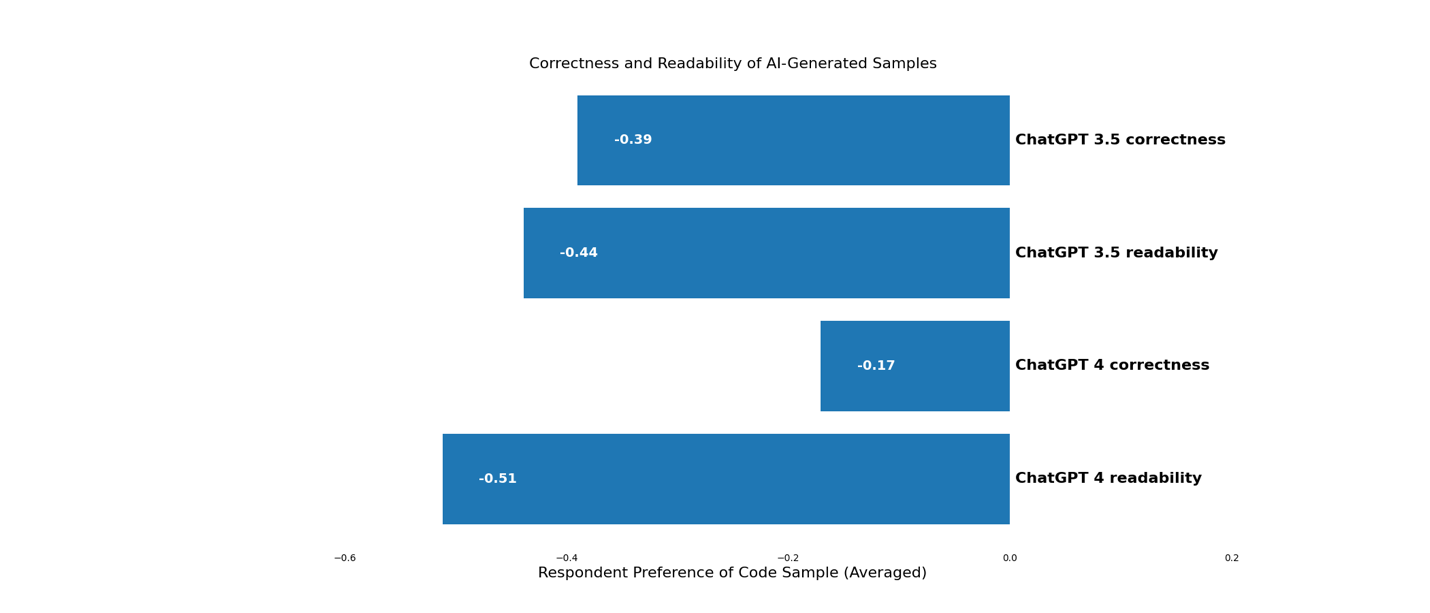 Correctness and Readability of AI-Generated Samples
-0.39 ChatGPT 3.5 correctness
-0.44 ChatGPT 3.5 readability
-0.17 ChatGPT 4 correctness
-0.51 ChatGPT 4 readability
−0.6 −0.4 −0.2 0.0 0.2
Respondent Preference of Code Sample (Averaged)